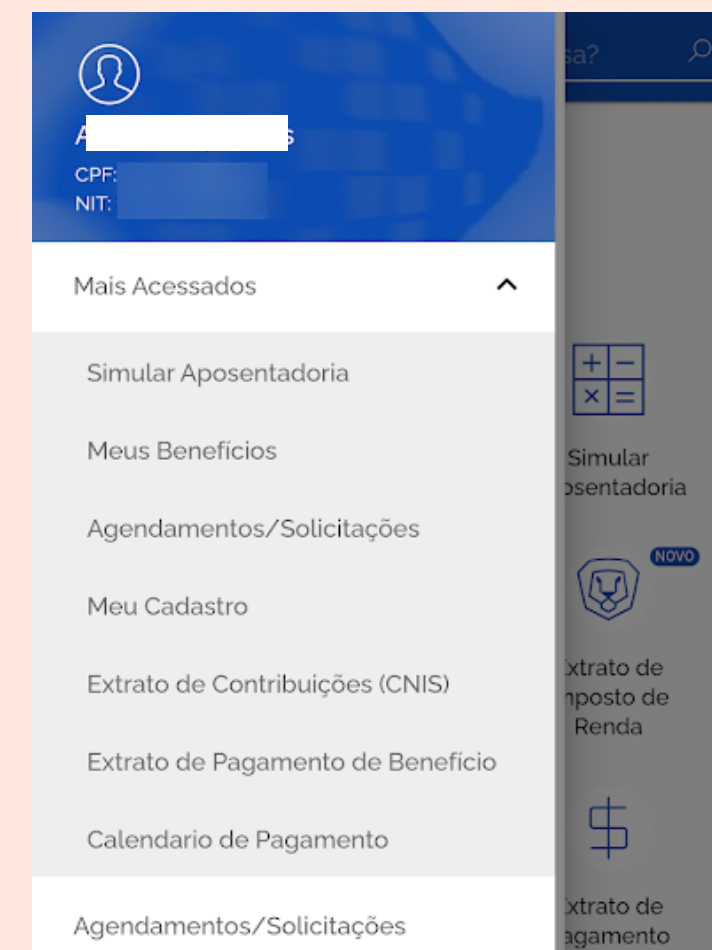 CPF:
NIT:
Mais Acessados
Simular Aposentadoria
Meus Benefícios
Agendamentos/Solicitações
Meu Cadastro
Extrato de Contribuições (CNIS)
Extrato de Pagamento de Benefício
Calendario de Pagamento
Agendamentos/Solicitações
sa?
Simular
osentadoria
NOVO
xtrato de
nposto de
Renda
xtrato de
agamento